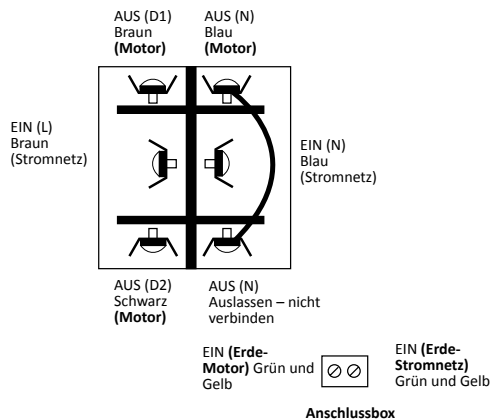 AUS (D1)
Braun
(Motor)
AUS (N)
Blau
(Motor)
EIN (L)
Braun
(Stromnetz)
EIN (N)
Blau
(Stromnetz)
AUS (D2)
Schwarz
(Motor)
AUS (N)
Auslassen – nicht
verbinden
EIN (Erde-
Motor) Grün und
Gelb
EIN (Erde-
Stromnetz)
Grün und Gelb
Anschlussbox